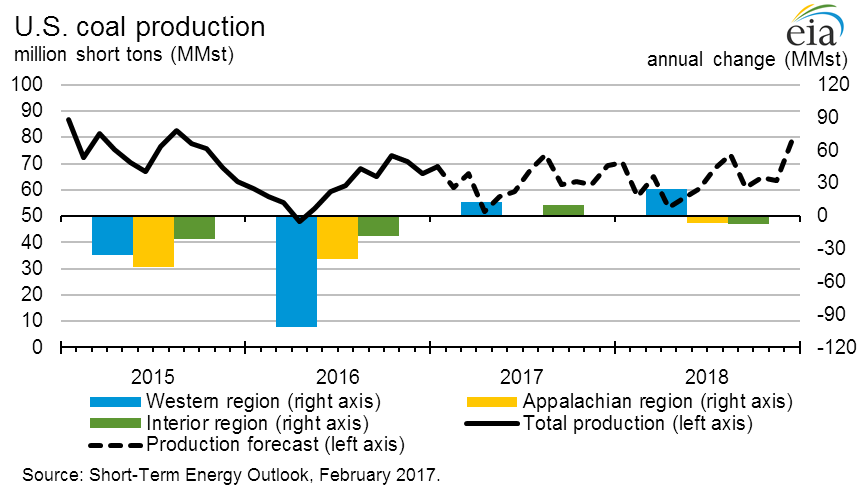 U.S. coal production
million short tons (MMst)
eia
annual change (MMst)
100
90
80
70
60
50
40
30
20
10
0
120
90
60
30
0
-30
-60
-90
-120
2015 2016 2017 2018
Western region (right axis) Appalachian region (right axis)
Interior region (right axis) Total production (left axis)
Production forecast (left axis)
Source: Short-Term Energy Outlook, February 2017.